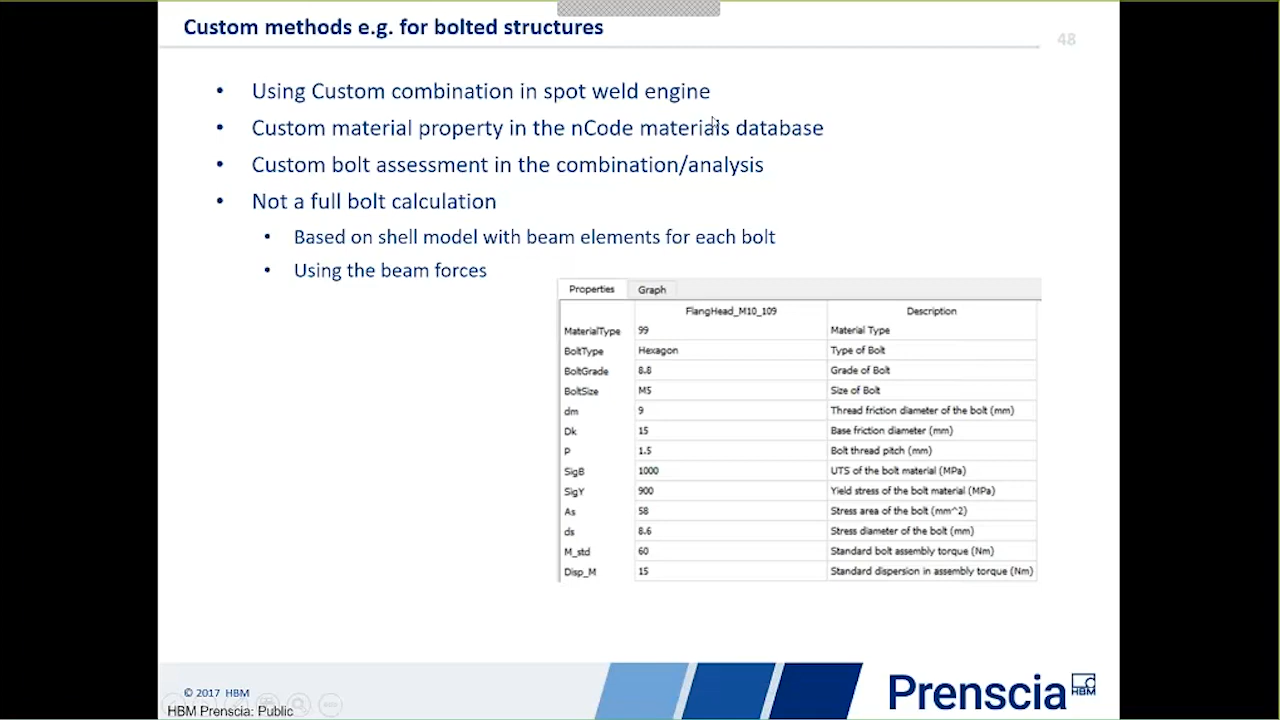 Custom methods e.g. for bolted structures
48
• Using Custom combination in spot weld engine
• Custom material property in the nCode materials database
• Custom bolt assessment in the combination/analysis
• Not a full bolt calculation
• Based on shell model with beam elements for each bolt
• Using the beam forces
Properties Graph
FlangHead_M10_109 Description
MaterialType 99 Material Type
BoltType Hexagon Type of Bolt
BoltGrade 8.8 Grade of Bolt
BoltSize M5 Size of Bolt
dm 9 Thread friction diameter of the bolt (mm)
Dk 15 Base friction diameter (mm)
P 1.5 Bolt thread pitch (mm)
SigB 1000 UTS of the bolt material (MPa)
SigY 900 Yield stress of the bolt material (MPa)
As 58 Stress area of the bolt (mm^2)
ds 8.6 Stress diameter of the bolt (mm)
M_std 60 Standard bolt assembly torque (Nm)
Disp_M 15 Standard dispersion in assembly torque (Nm)
© 2017 HBM
HBM Prenscia: Public
Prenscia HBM